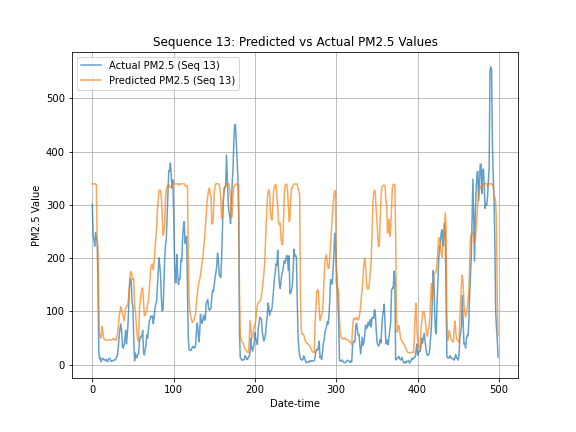 Sequence 13: Predicted vs Actual PM2.5 Values
Actual PM2.5 (Seq 13)
Predicted PM2.5 (Seq 13)
PM2.5 Value
500
400
300
200
100
0
0 100 200 300 400 500
Date-time